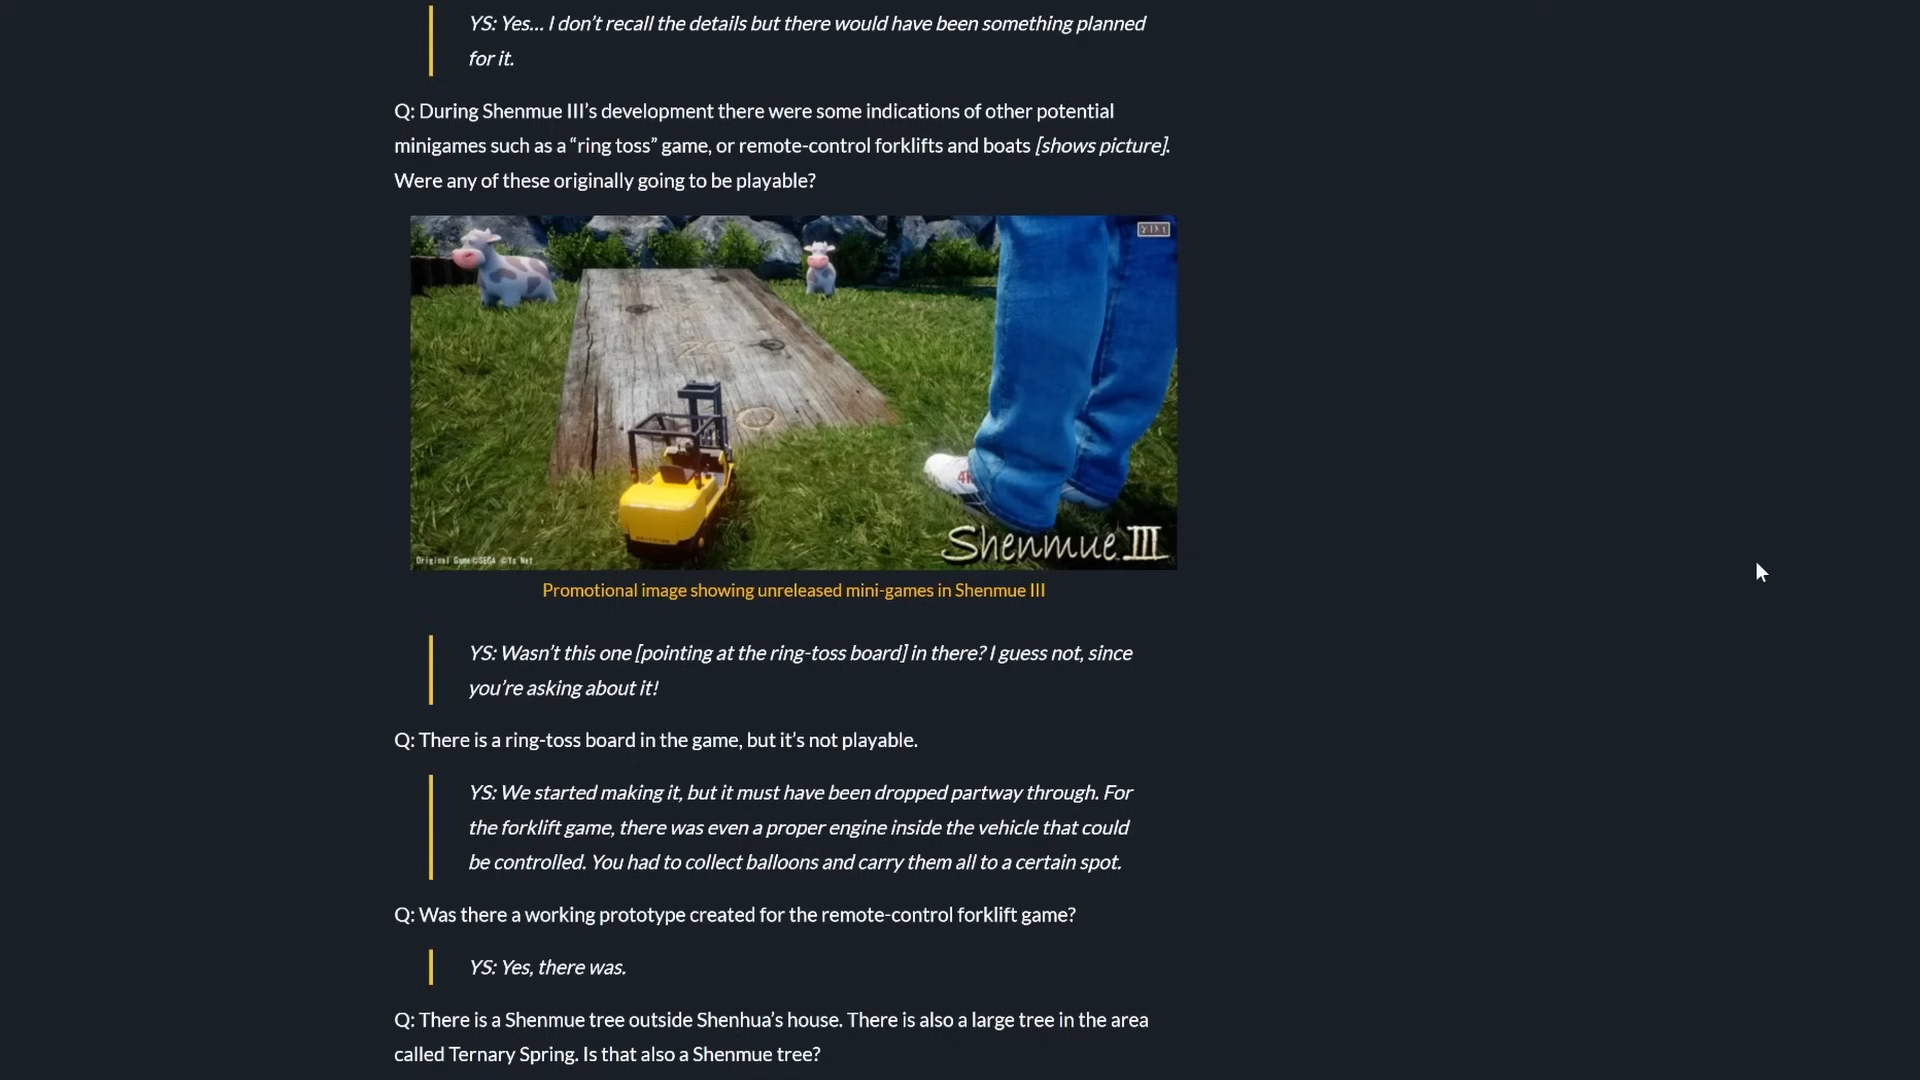 YS: Yes… I don’t recall the details but there would have been something planned
for it.
Q: During Shenmue III’s development there were some indications of other potential
minigames such as a “ring toss” game, or remote-control forklifts and boats [shows picture].
Were any of these originally going to be playable?
20
Shenmue III
Original Game©SEGA ©Ys Net
Promotional image showing unreleased mini-games in Shenmue III
YS: Wasn’t this one [pointing at the ring-toss board] in there? I guess not, since
you’re asking about it!
Q: There is a ring-toss board in the game, but it’s not playable.
YS: We started making it, but it must have been dropped partway through. For
the forklift game, there was even a proper engine inside the vehicle that could
be controlled. You had to collect balloons and carry them all to a certain spot.
Q: Was there a working prototype created for the remote-control forklift game?
YS: Yes, there was.
Q: There is a Shenmue tree outside Shenhua’s house. There is also a large tree in the area
called Ternary Spring. Is that also a Shenmue tree?